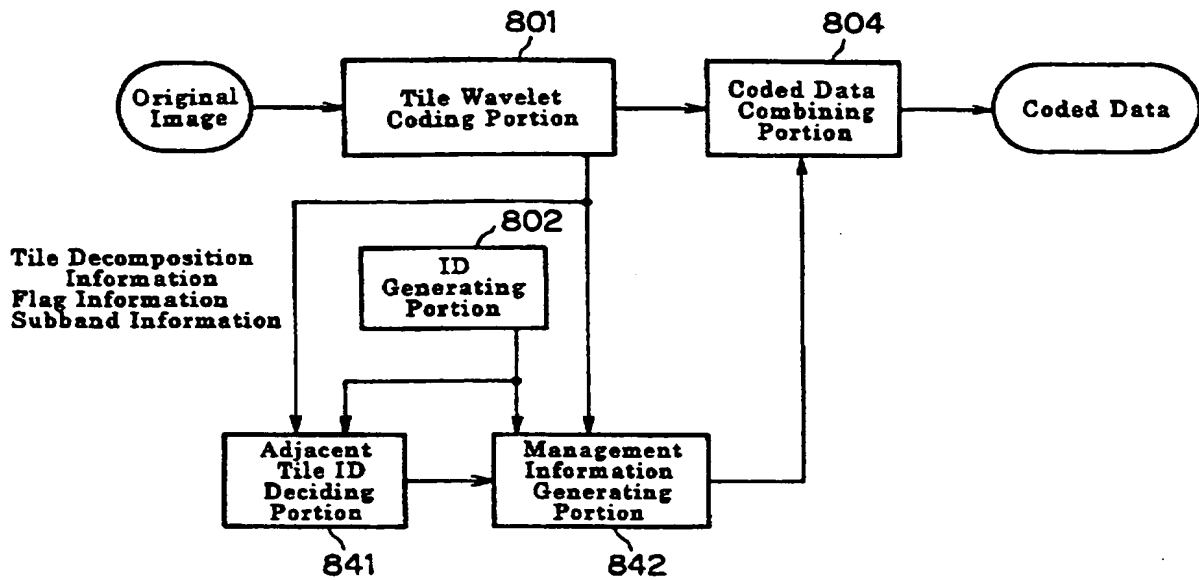 801
804
Original
Image
Tile Wavelet
Coding Portion
Coded Data
Combining
Portion
Coded Data
802
Tile Decomposition
Information
Flag Information
Subband Information
ID
Generating
Portion
Adjacent
Tile ID
Deciding
Portion
Management
Information
Generating
Portion
841
842